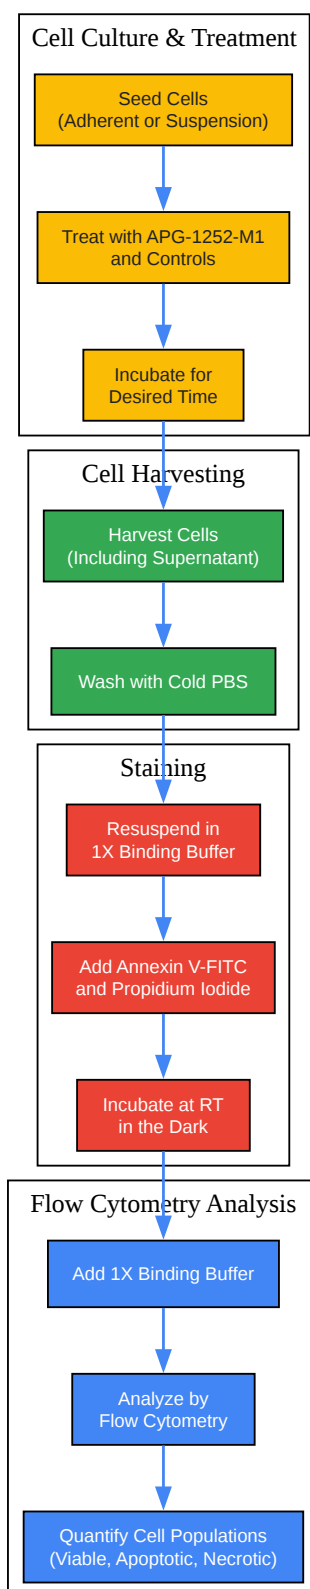 Cell Culture & Treatment
Seed Cells
(Adherent or Suspension)
Treat with APG-1252-M1
and Controls
Incubate for
Desired Time
Cell Harvesting
Harvest Cells
(Including Supernatant)
Wash with Cold PBS
Staining
Resuspend in
1X Binding Buffer
Add Annexin V-FITC
and Propidium Iodide
Incubate at RT
in the Dark
Flow Cytometry Analysis
Add 1X Binding Buffer
Analyze by
Flow Cytometry
Quantify Cell Populations
(Viable, Apoptotic, Necrotic)